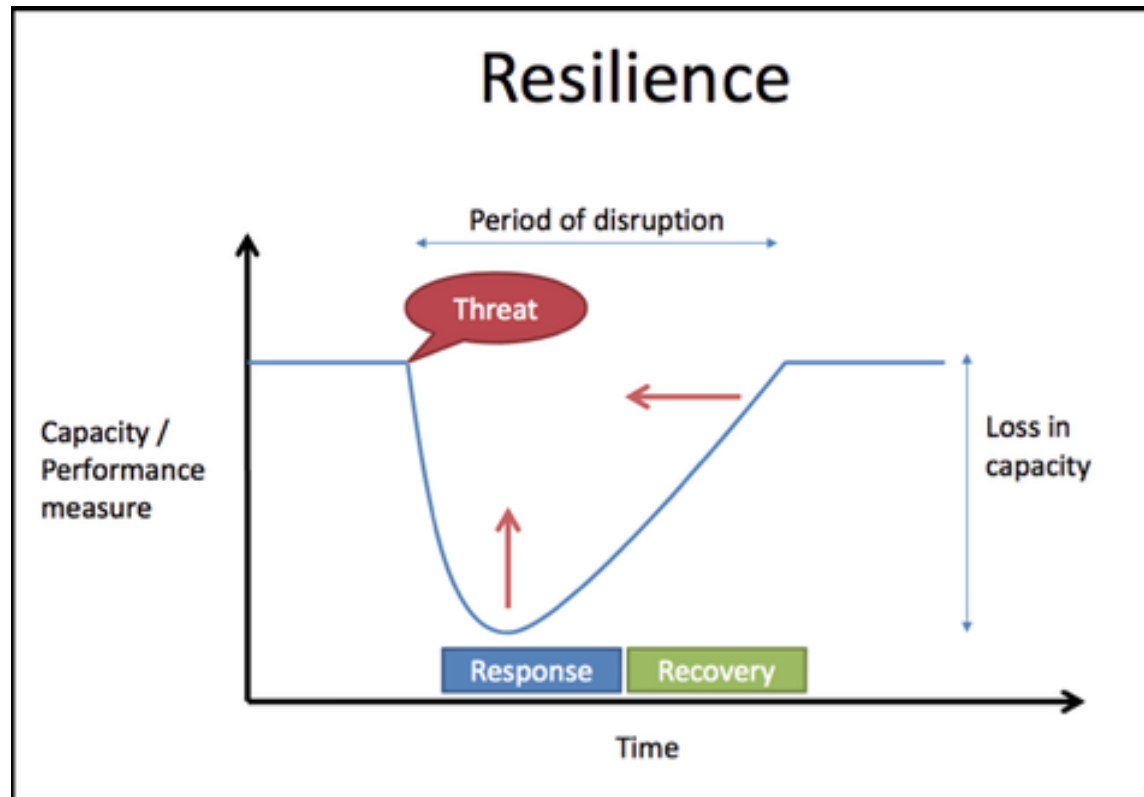 Resilience
Period of disruption
Threat
Capacity /
Performance
measure
Loss in
capacity
Response
Recovery
Time